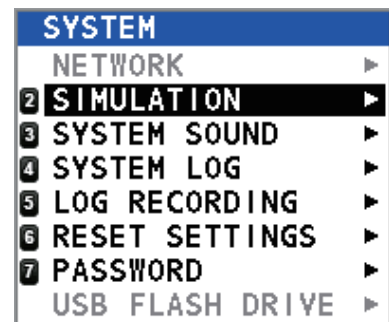 SYSTEM
NETWORK ▶
2 SIMULATION ▶
3 SYSTEM SOUND ▶
4 SYSTEM LOG ▶
5 LOG RECORDING ▶
6 RESET SETTINGS ▶
7 PASSWORD ▶
USB FLASH DRIVE ▶